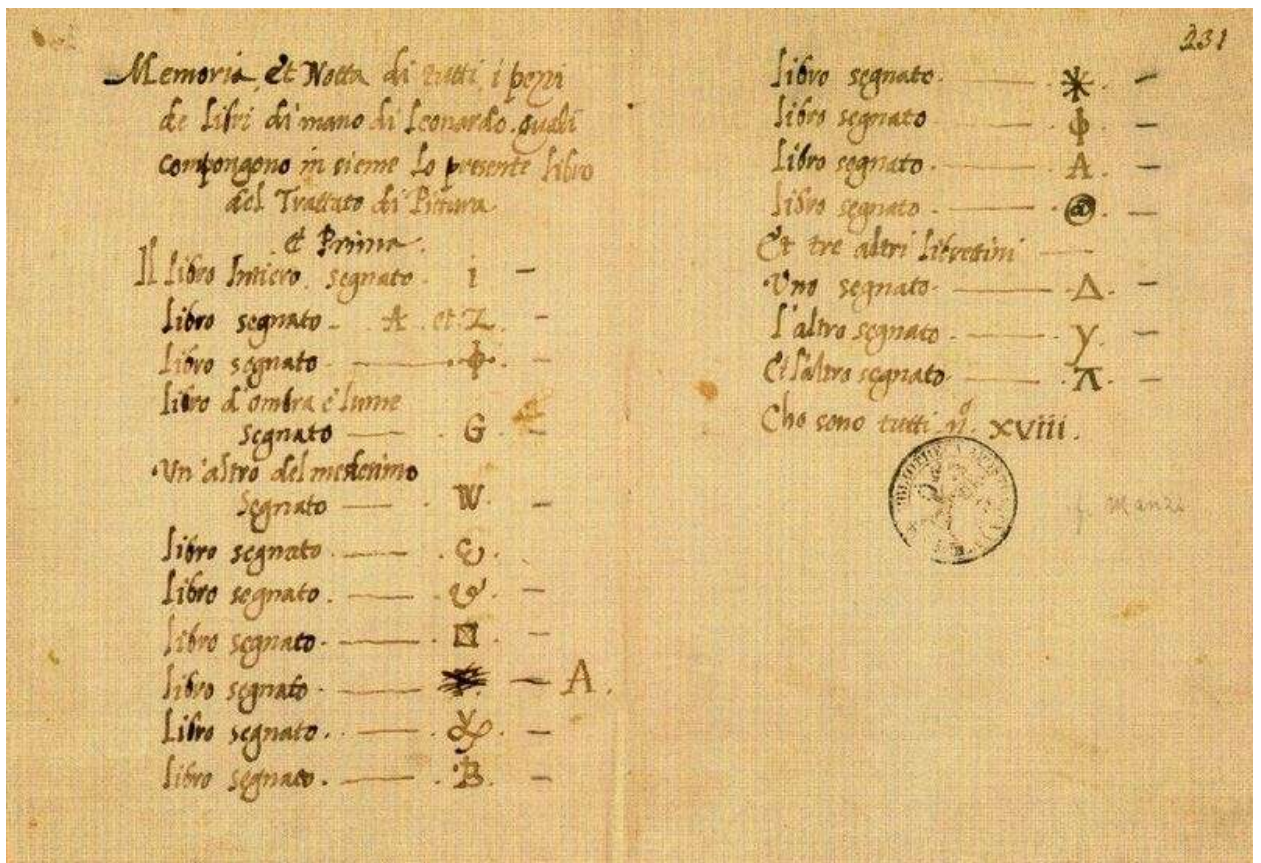 Memoria et Notta di tutti i pezzi
de libri di mano di Leonardo quali
compongono in sieme lo presente libro
del Trattato di Pittura
et Prima.
Il libro Intiero segnato. i -
libro segnato - A et Z. -
libro segnato ϕ. -
libro d'ombra e lume
segnato — . G. -
Un'altro del medesimo
segnato — W -
libro segnato. —
libro segnato. — . -
libro segnato. — . -
libro segnato. — - A.
Libro segnato. . — . -
libro segnato. — . B. -
231
libro segnato. — -
libro segnato — ϕ -
Libro segnato. — A. -
libro segnato. — . -
Et tre altri librettini —
Uno segnato. — Δ. -
l'altro segnato — y. -
Et l'altro segnato — -
Che sono tutti n.º xviii.